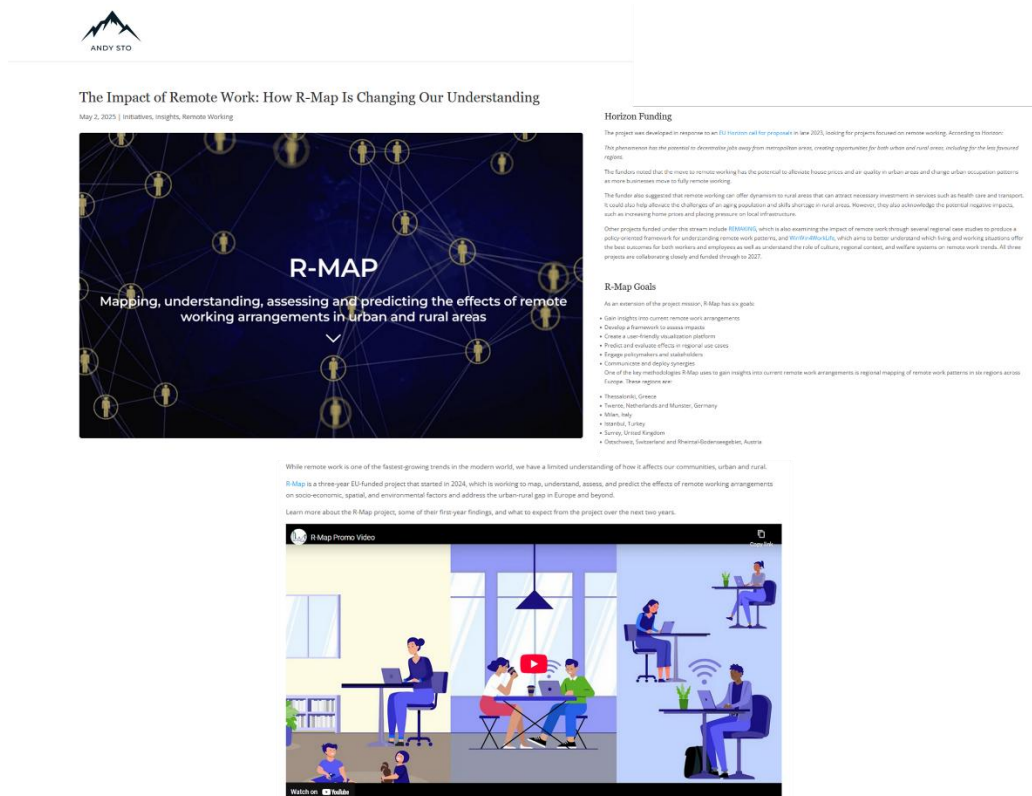 ANDY STO
The Impact of Remote Work: How R-Map Is Changing Our Understanding
May 2, 2025 | Initiatives, Insights, Remote Working
R-MAP
Mapping, understanding, assessing and predicting the effects of remote
working arrangements in urban and rural areas
Horizon Funding
The project was developed in response to an EU Horizon call for proposals in late 2025, looking for projects focused on remote working. According to Horizon:
This phenomenon has the potential to decentralise jobs away from metropolitan areas, creating opportunities for both urban and rural areas, including for the less favoured
regions.
The funders noted that the move to remote working has the potential to alleviate house prices and air quality in urban areas and change urban occupation patterns
as more businesses move to fully remote working.
The funder also suggested that remote working can offer dynamism to rural areas that can attract necessary investment in services such as health care and transport.
It could also help alleviate the challenges of an aging population and skills shortage in rural areas. However, they also acknowledge the potential negative impacts,
such as increasing home prices and placing pressure on local infrastructure.
Other projects funded under this stream include REMAKING, which is also examining the impact of remote work through several regional case studies to produce a
policy-oriented framework for understanding remote work patterns, and WinWin4WorkLife, which aims to better understand which living and working situations offer
the best outcomes for both workers and employees as well as understand the role of culture, regional context, and welfare systems on remote work trends. All three
projects are collaborating closely and funded through to 2027.
R-Map Goals
As an extension of the project mission, R-Map has six goals:
• Gain insights into current remote work arrangements
• Develop a framework to assess impacts
• Create a user-friendly visualisation platform
• Predict and evaluate effects in regional use cases
• Engage policymakers and stakeholders
• Communicate and deploy synergies
One of the key methodologies R-Map uses to gain insights into current remote work arrangements is regional mapping of remote work patterns in six regions across
Europe. These regions are:
• Thessaloniki, Greece
• Twente, Netherlands and Munster, Germany
• Milan, Italy
• Istanbul, Turkey
• Surrey, United Kingdom
• Ostschweiz, Switzerland and Rheintal-Bodenseegebiet, Austria
While remote work is one of the fastest-growing trends in the modern world, we have a limited understanding of how it affects our communities, urban and rural.
R-Map is a three-year EU-funded project that started in 2024, which is working to map, understand, assess, and predict the effects of remote working arrangements
on socio-economic, spatial, and environmental factors and address the urban-rural gap in Europe and beyond.
Learn more about the R-Map project, some of their first-year findings, and what to expect from the project over the next two years.
R-Map Promo Video
Copy link
Watch on YouTube